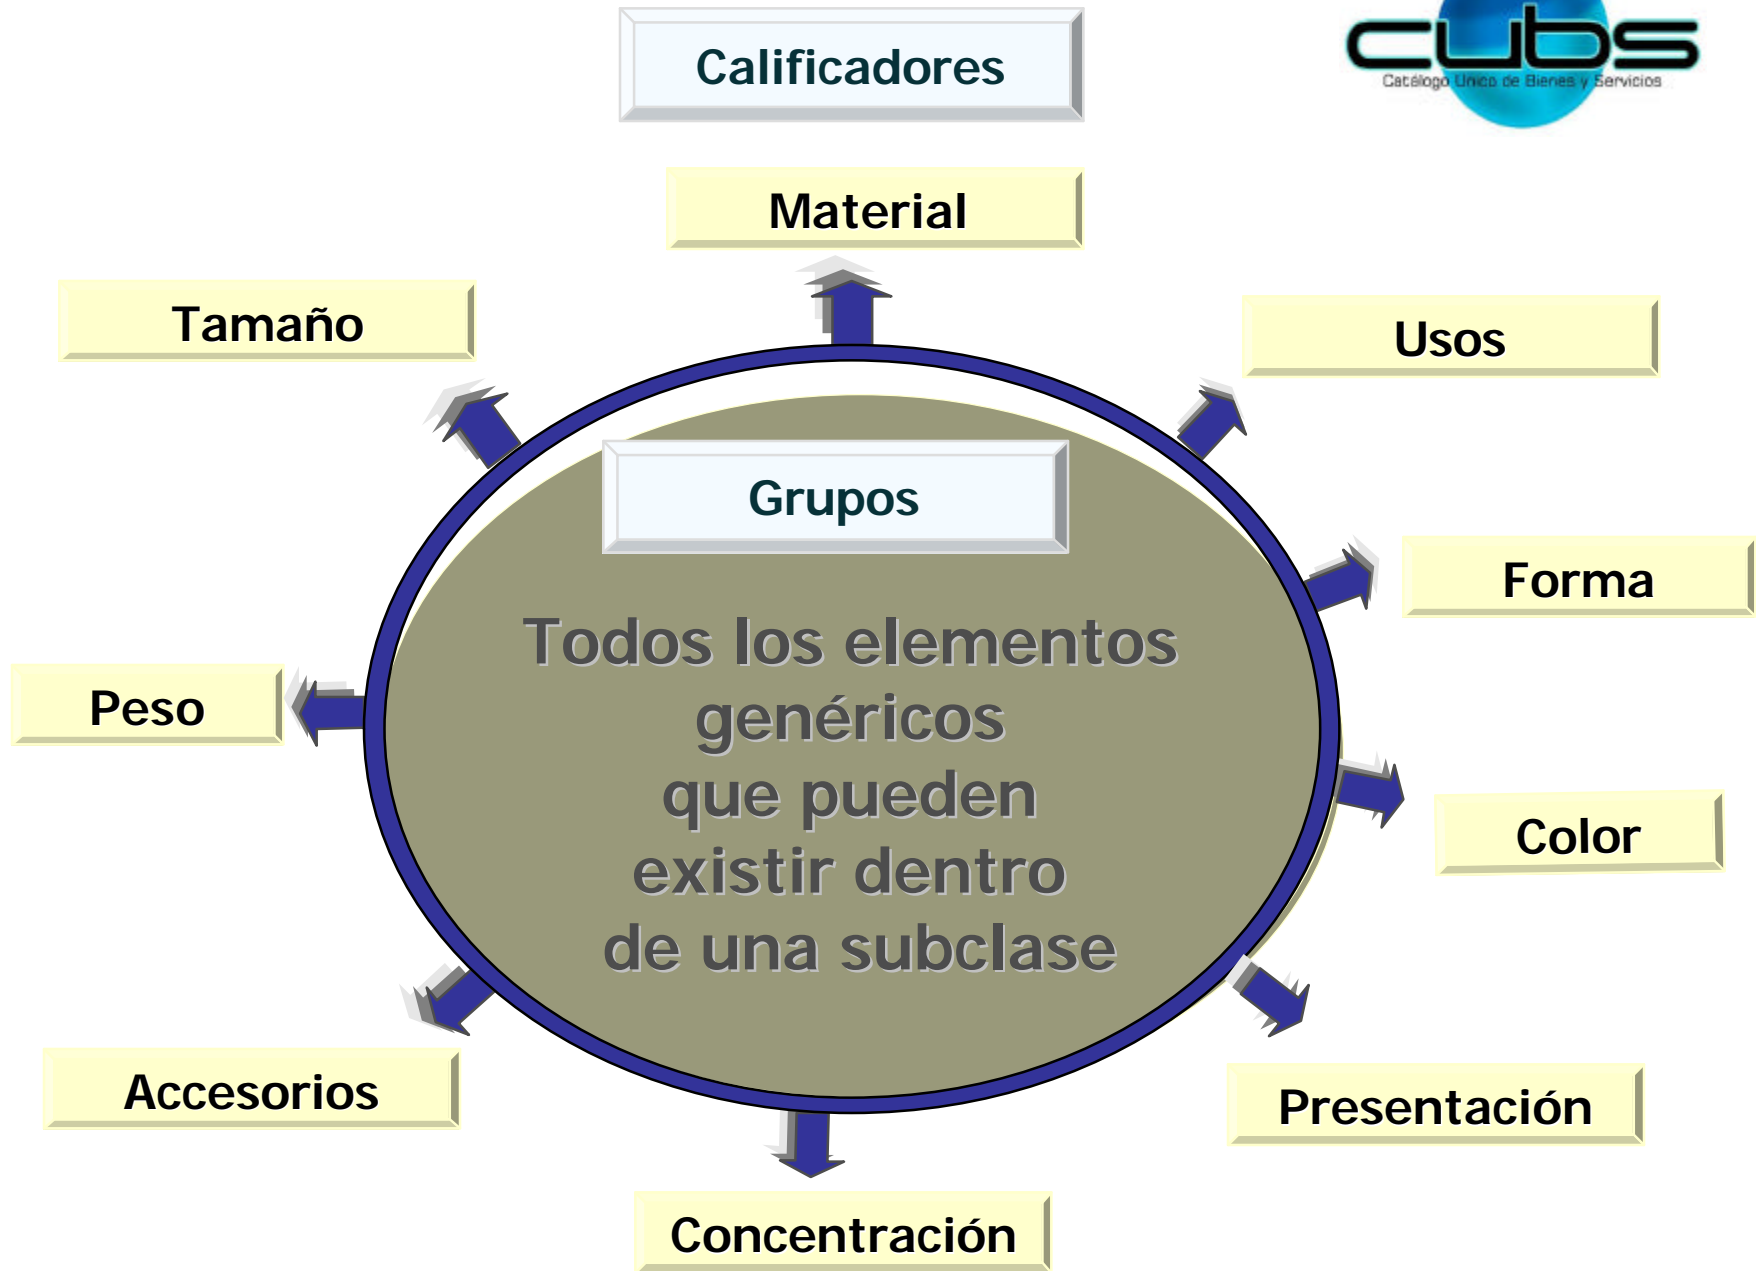 Calificadores
cubs
Catálogo Unico de Bienes y Servicios
Material
Tamaño
Usos
Grupos
Forma
Todos los elementos
genéricos
que pueden
existir dentro
de una subclase
Peso
Color
Accesorios
Presentación
Concentración